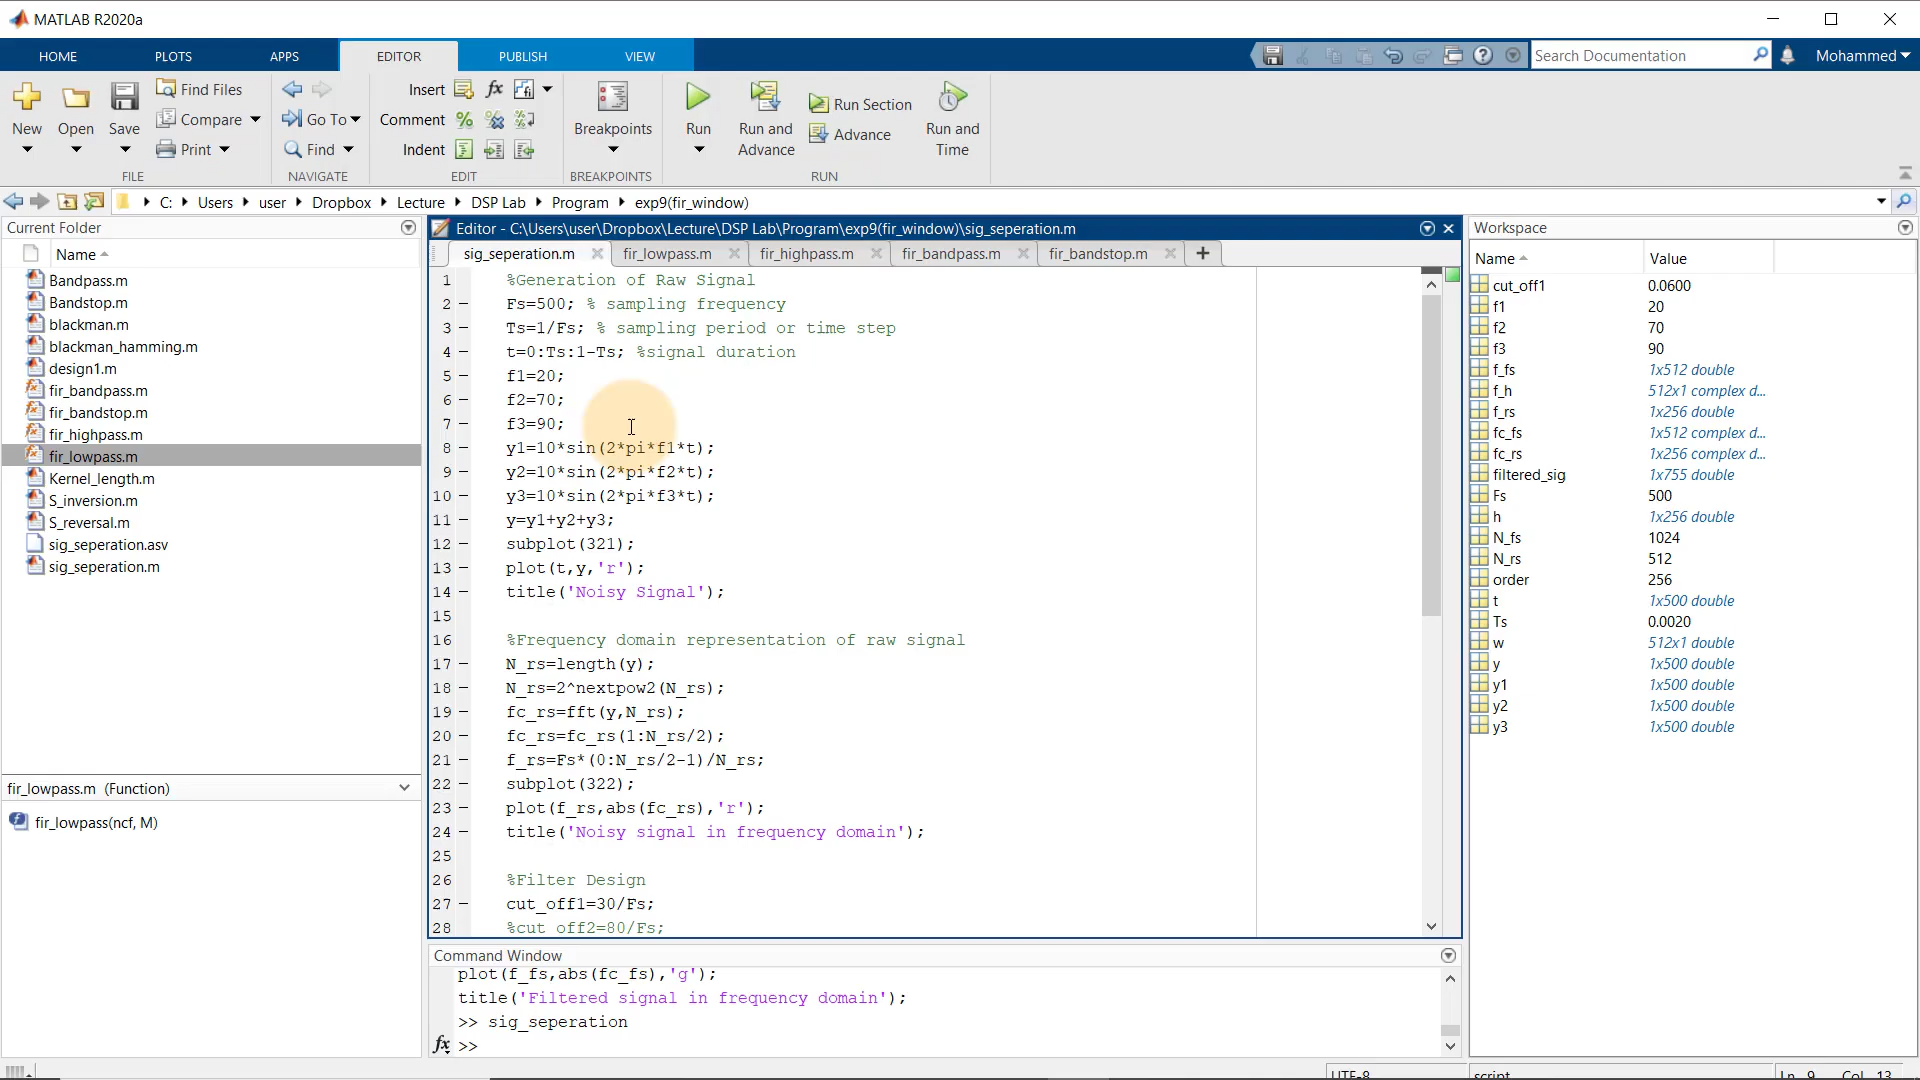 MATLAB R2020a
HOME PLOTS APPS EDITOR PUBLISH VIEW Search Documentation Mohammed
New Open Save Find Files Compare Print
Go To Find
Insert fx
Comment
Indent
Breakpoints
Run Run and Advance Run Section Advance Run and Time
FILE NAVIGATE EDIT BREAKPOINTS RUN
C: Users user Dropbox Lecture DSP Lab Program exp9(fir_window)
Current Folder
Name
Bandpass.m
Bandstop.m
blackman.m
blackman_hamming.m
design1.m
fir_bandpass.m
fir_bandstop.m
fir_highpass.m
fir_lowpass.m
Kernel_length.m
S_inversion.m
S_reversal.m
sig_seperation.asv
sig_seperation.m
fir_lowpass.m (Function)
fir_lowpass(ncf, M)
Editor - C:\Users\user\Dropbox\Lecture\DSP Lab\Program\exp9(fir_window)\sig_seperation.m
sig_seperation.m fir_lowpass.m fir_highpass.m fir_bandpass.m fir_bandstop.m
1 %Generation of Raw Signal
2 – Fs=500; % sampling frequency
3 – Ts=1/Fs; % sampling period or time step
4 – t=0:Ts:1-Ts; %signal duration
5 – f1=20;
6 – f2=70;
7 – f3=90;
8 – y1=10*sin(2*pi*f1*t);
9 – y2=10*sin(2*pi*f2*t);
10 – y3=10*sin(2*pi*f3*t);
11 – y=y1+y2+y3;
12 – subplot(321);
13 – plot(t,y,'r');
14 – title('Noisy Signal');
15
16 %Frequency domain representation of raw signal
17 – N_rs=length(y);
18 – N_rs=2^nextpow2(N_rs);
19 – fc_rs=fft(y,N_rs);
20 – fc_rs=fc_rs(1:N_rs/2);
21 – f_rs=Fs*(0:N_rs/2-1)/N_rs;
22 – subplot(322);
23 – plot(f_rs,abs(fc_rs),'r');
24 – title('Noisy signal in frequency domain');
25
26 %Filter Design
27 – cut_off1=30/Fs;
28 %cut_off2=80/Fs;
Command Window
plot(f_fs,abs(fc_fs),'g');
title('Filtered signal in frequency domain');
>> sig_seperation
fx >>
Workspace
Name Value
cut_off1 0.0600
f1 20
f2 70
f3 90
f_fs 1x512 double
f_h 512x1 complex d...
f_rs 1x256 double
fc_fs 1x512 complex d...
fc_rs 1x256 complex d...
filtered_sig 1x755 double
Fs 500
h 1x256 double
N_fs 1024
N_rs 512
order 256
t 1x500 double
Ts 0.0020
w 512x1 double
y 1x500 double
y1 1x500 double
y2 1x500 double
y3 1x500 double
UTF-8 script Ln 9 Col 13